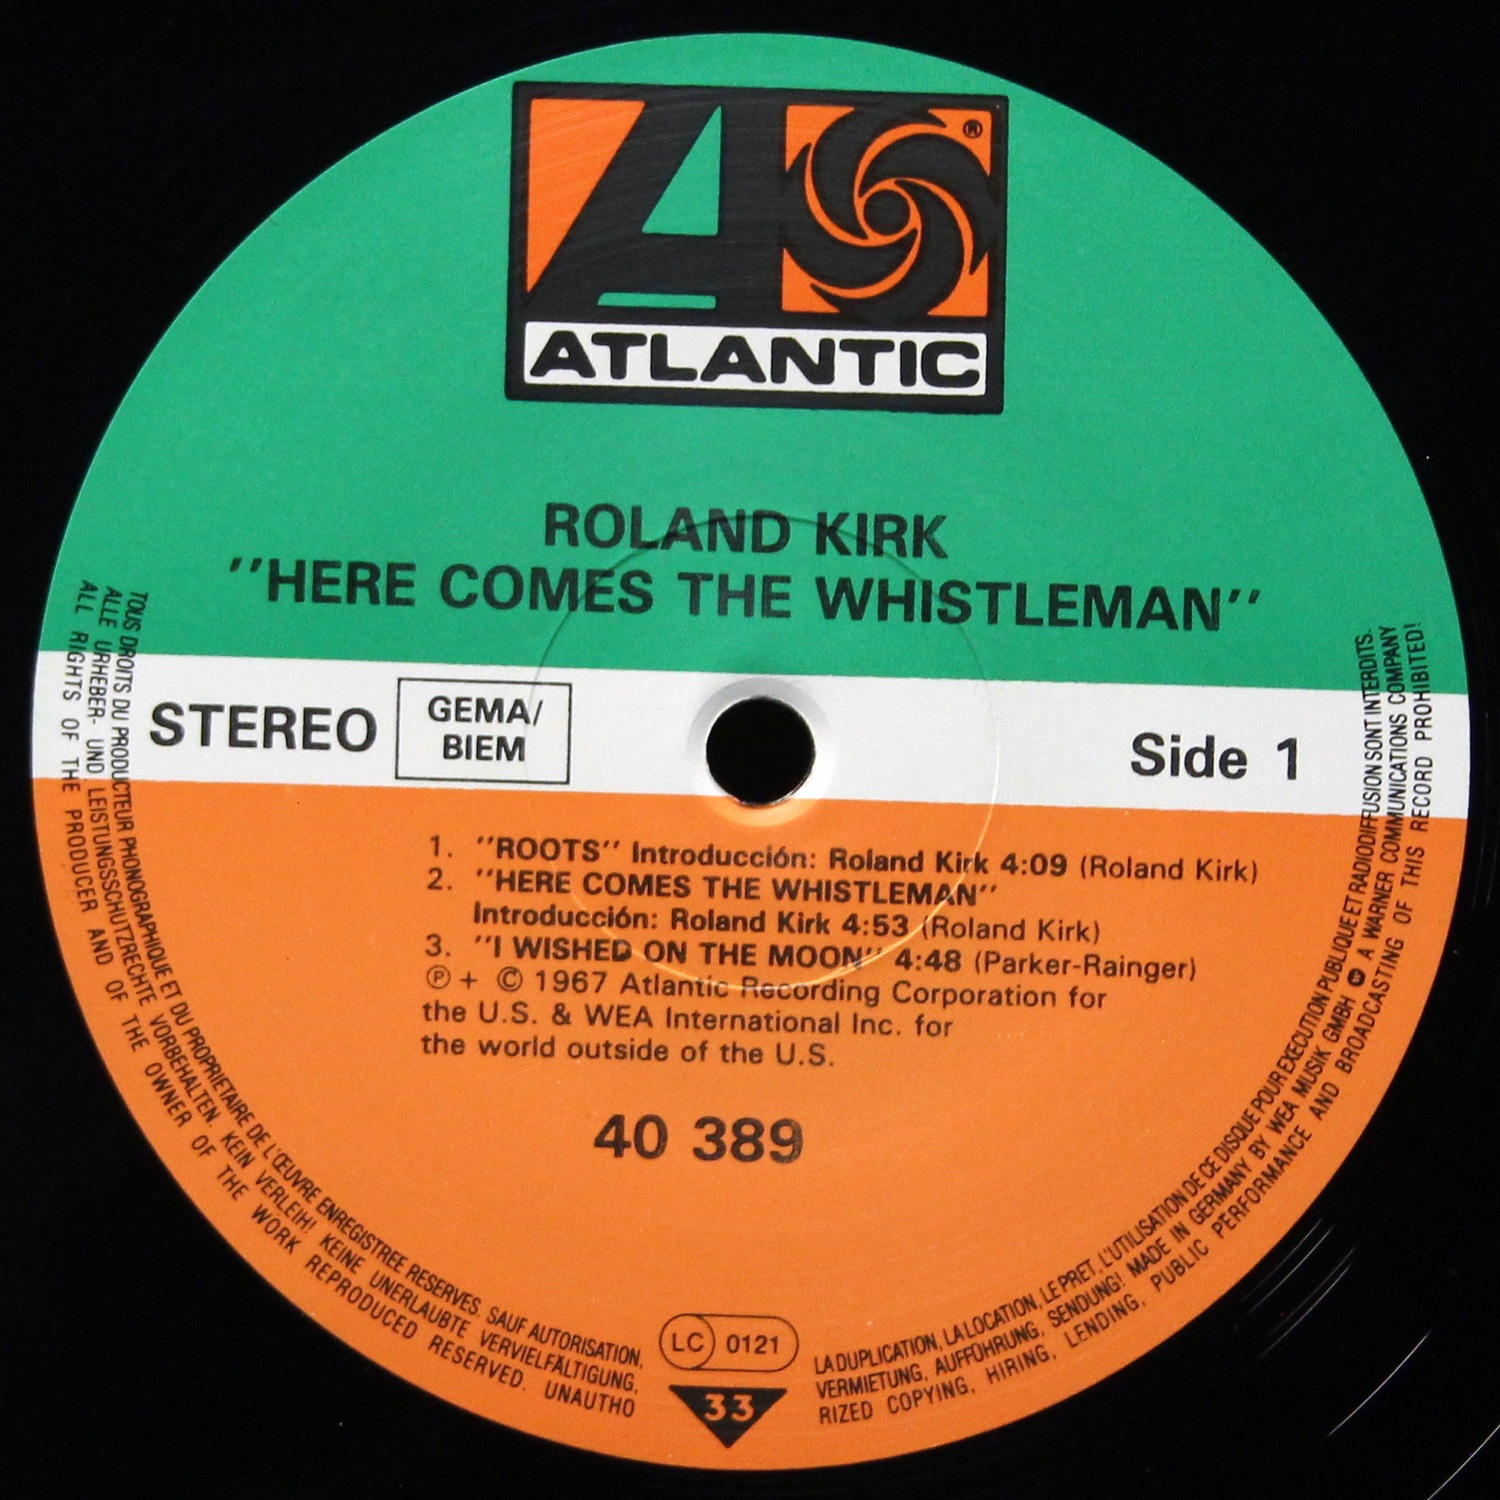 ®
ATLANTIC
ROLAND KIRK
''HERE COMES THE WHISTLEMAN''
STEREO
GEMA/
BIEM
Side 1
1. ''ROOTS'' Introducción: Roland Kirk 4:09 (Roland Kirk)
2. ''HERE COMES THE WHISTLEMAN''
Introducción: Roland Kirk 4:53 (Roland Kirk)
3. ''I WISHED ON THE MOON'' 4:48 (Parker-Rainger)
℗ + © 1967 Atlantic Recording Corporation for
the U.S. & WEA International Inc. for
the world outside of the U.S.
40 389
LC 0121
33
TOUS DROITS DU PRODUCTEUR PHONOGRAPHIQUE ET DU PROPRIETAIRE DE L'ŒUVRE ENREGISTREE RESERVES. SAUF AUTORISATION, LA DUPLICATION, LA LOCATION, LE PRET, L'UTILISATION DE CE DISQUE POUR EXECUTION PUBLIQUE ET RADIODIFFUSION SONT INTERDITS.
ALLE URHEBER- UND LEISTUNGSSCHUTZRECHTE VORBEHALTEN. KEIN VERLEIH! KEINE UNERLAUBTE VERVIELFÄLTIGUNG, VERMIETUNG, AUFFÜHRUNG, SENDUNG! MADE IN GERMANY BY WEA MUSIK GMBH A WARNER COMMUNICATIONS COMPANY
ALL RIGHTS OF THE PRODUCER AND OF THE OWNER OF THE WORK REPRODUCED RESERVED. UNAUTHORIZED COPYING, HIRING, LENDING, PUBLIC PERFORMANCE AND BROADCASTING OF THIS RECORD PROHIBITED!